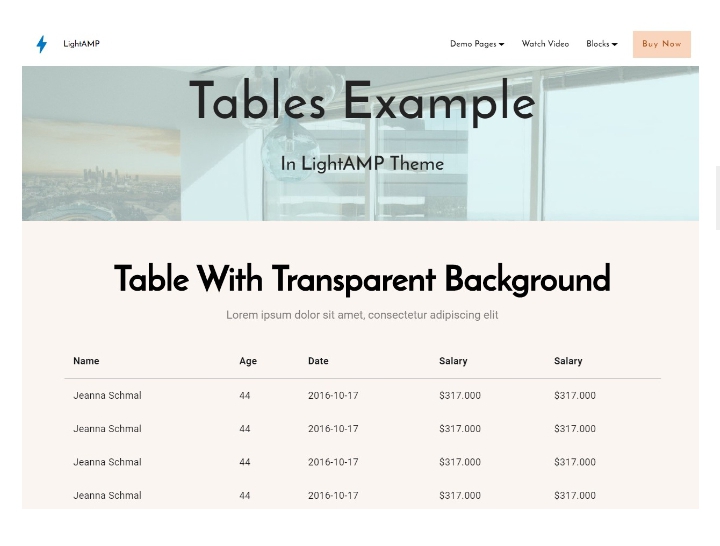 LightAMP Demo Pages Watch Video Blocks Buy Now
Tables Example
In LightAMP Theme
Table With Transparent Background
Lorem ipsum dolor sit amet, consectetur adipiscing elit
Name Age Date Salary Salary
Jeanna Schmal 44 2016-10-17 $317.000 $317.000
Jeanna Schmal 44 2016-10-17 $317.000 $317.000
Jeanna Schmal 44 2016-10-17 $317.000 $317.000
Jeanna Schmal 44 2016-10-17 $317.000 $317.000